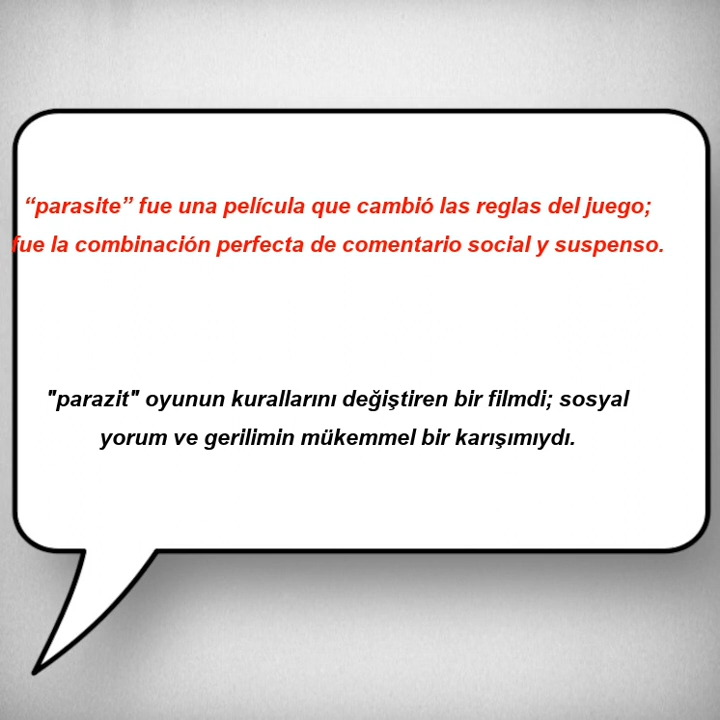 “parasite” fue una película que cambió las reglas del juego;
fue la combinación perfecta de comentario social y suspenso.
"parazit" oyunun kurallarını değiştiren bir filmdi; sosyal
yorum ve gerilimin mükemmel bir karışımıydı.